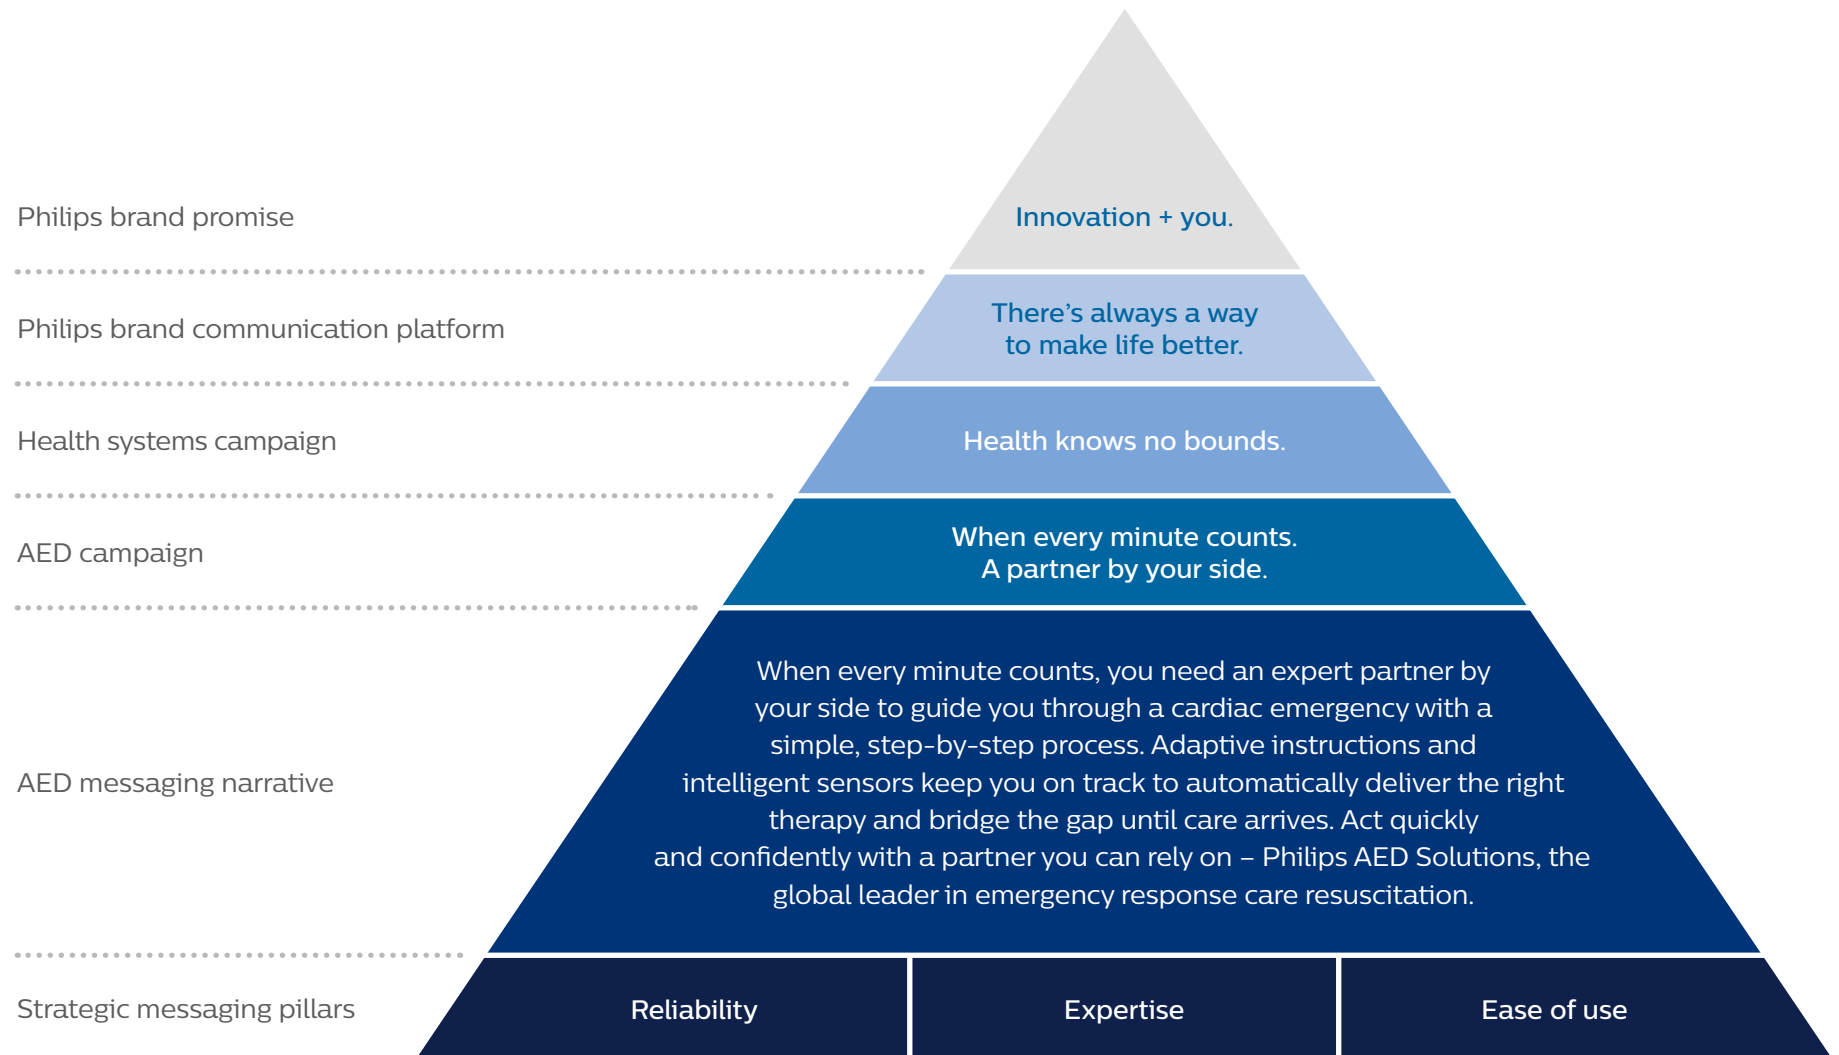 Philips brand promise
Innovation + you.
Philips brand communication platform
There’s always a way
to make life better.
Health systems campaign
Health knows no bounds.
AED campaign
When every minute counts.
A partner by your side.
AED messaging narrative
When every minute counts, you need an expert partner by
your side to guide you through a cardiac emergency with a
simple, step-by-step process. Adaptive instructions and
intelligent sensors keep you on track to automatically deliver the right
therapy and bridge the gap until care arrives. Act quickly
and confidently with a partner you can rely on – Philips AED Solutions, the
global leader in emergency response care resuscitation.
Strategic messaging pillars
Reliability
Expertise
Ease of use